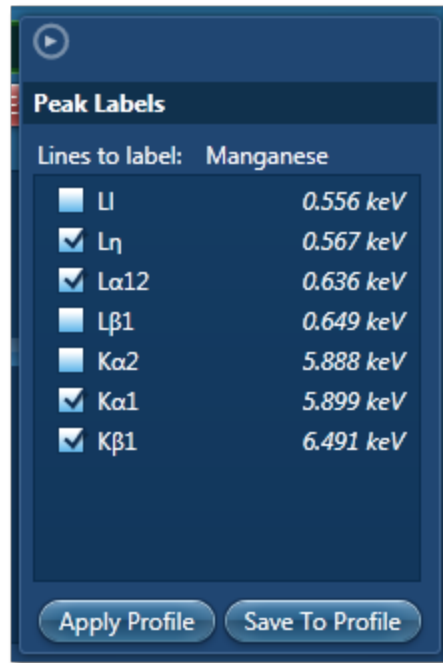 Peak Labels
Lines to label: Manganese
Ll 0.556 keV
Lη 0.567 keV
Lα12 0.636 keV
Lβ1 0.649 keV
Kα2 5.888 keV
Kα1 5.899 keV
Kβ1 6.491 keV
Apply Profile Save To Profile